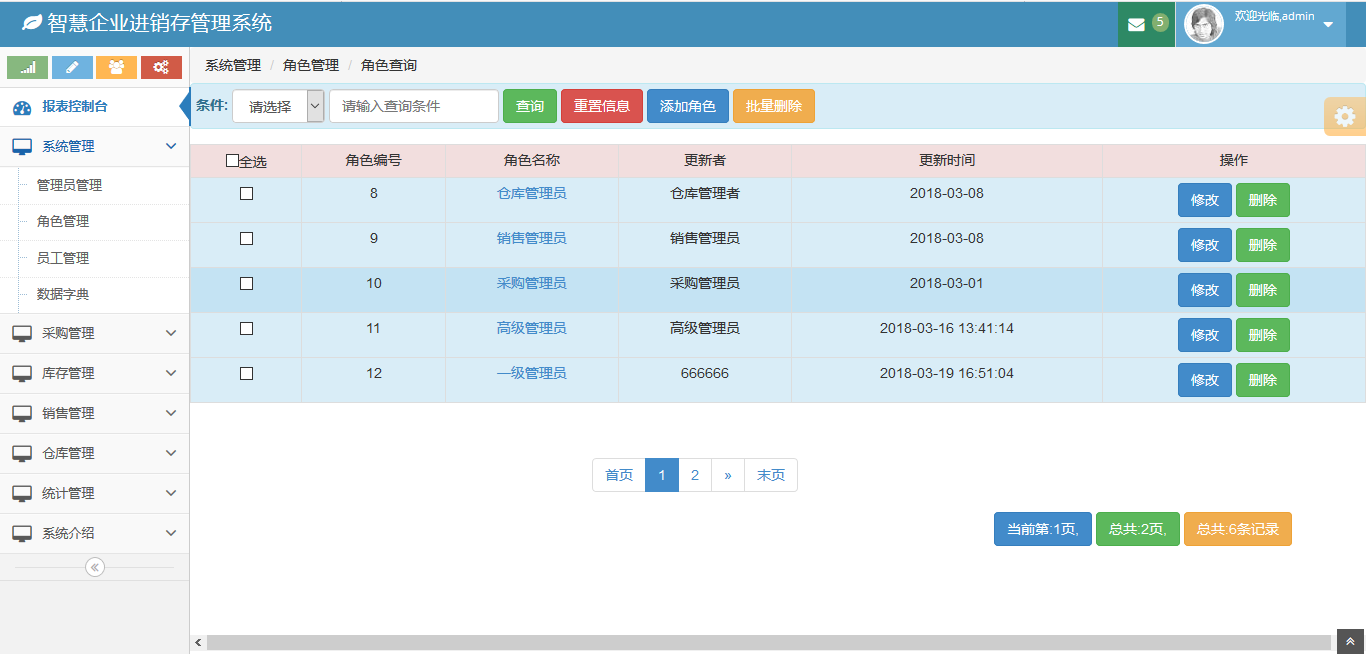 智慧企业进销存管理系统
5
欢迎光临,admin
系统管理 / 角色管理 / 角色查询
报表控制台
系统管理
管理员管理
角色管理
员工管理
数据字典
采购管理
库存管理
销售管理
仓库管理
统计管理
系统介绍
条件: 请选择 请输入查询条件 查询 重置信息 添加角色 批量删除
全选 角色编号 角色名称 更新者 更新时间 操作
8 仓库管理员 仓库管理者 2018-03-08 修改 删除
9 销售管理员 销售管理员 2018-03-08 修改 删除
10 采购管理员 采购管理员 2018-03-01 修改 删除
11 高级管理员 高级管理员 2018-03-16 13:41:14 修改 删除
12 一级管理员 666666 2018-03-19 16:51:04 修改 删除
首页 1 2 » 末页
当前第:1页, 总共:2页, 总共:6条记录